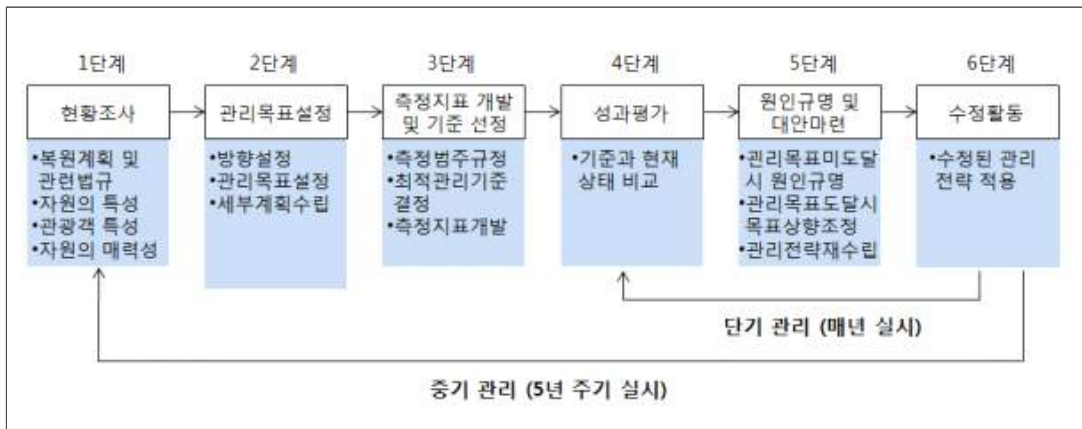 1단계
현황조사
•복원계획 및
관련법규
•자원의 특성
•관광객 특성
•자원의 매력성
2단계
관리목표설정
•방향설정
•관리목표설정
•세부계획수립
3단계
측정지표 개발
및 기준 선정
•측정범주규정
•최적관리기준
결정
•측정지표개발
4단계
성과평가
•기준과 현재
상태 비교
5단계
원인규명 및
대안마련
•관리목표미도달
시 원인규명
•관리목표도달시
목표상향조정
•관리전략재수립
6단계
수정활동
•수정된 관리
전략 적용
단기 관리 (매년 실시)
중기 관리 (5년 주기 실시)